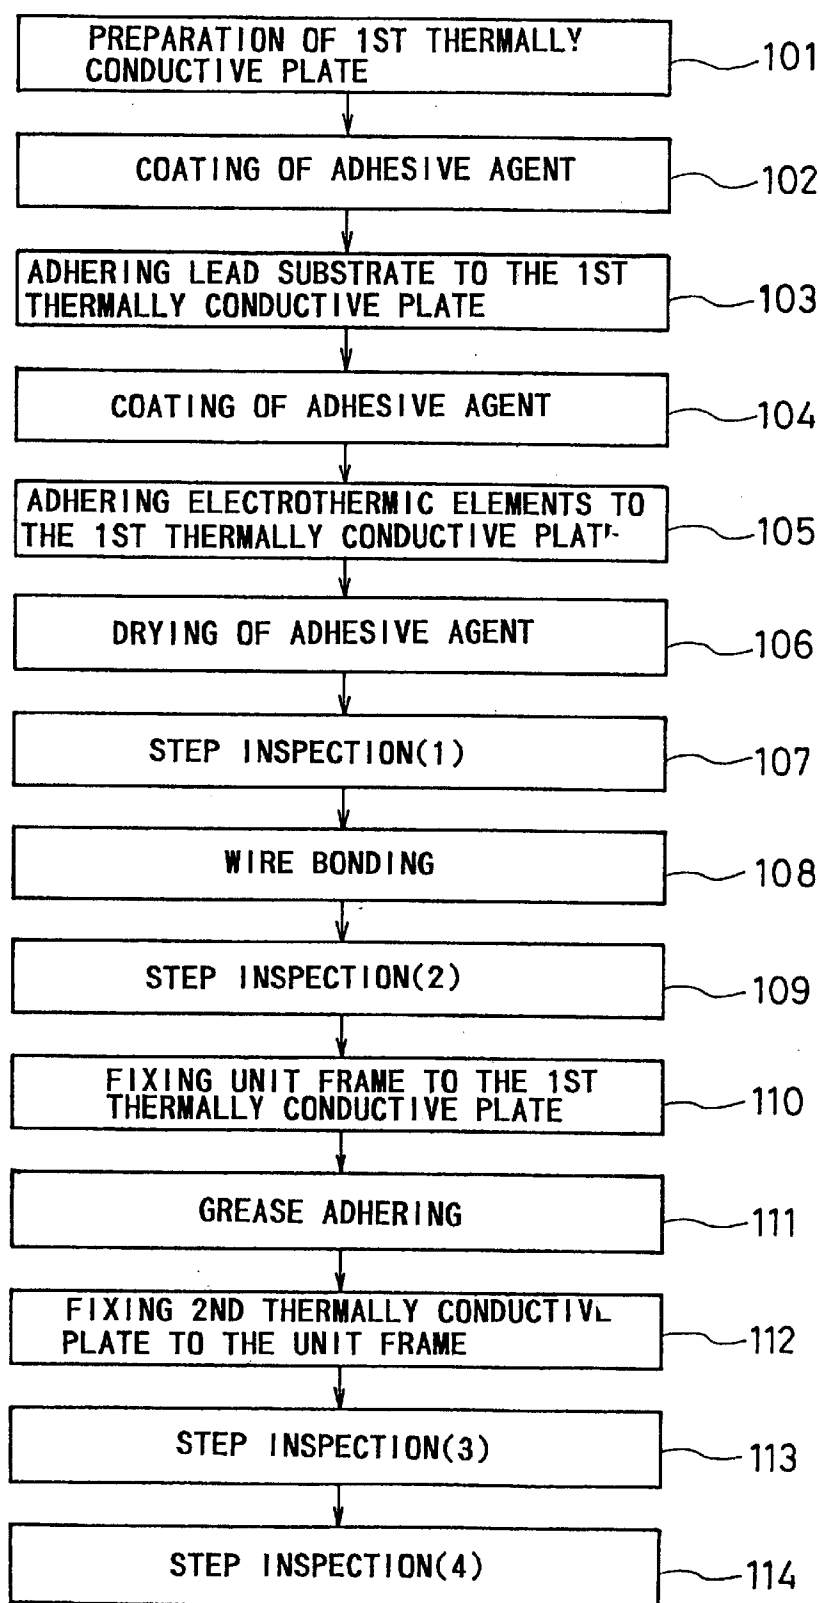 PREPARATION OF 1ST THERMALLY
CONDUCTIVE PLATE
101
COATING OF ADHESIVE AGENT
102
ADHERING LEAD SUBSTRATE TO THE 1ST
THERMALLY CONDUCTIVE PLATE
103
COATING OF ADHESIVE AGENT
104
ADHERING ELECTROTHERMIC ELEMENTS TO
THE 1ST THERMALLY CONDUCTIVE PLATE
105
DRYING OF ADHESIVE AGENT
106
STEP INSPECTION(1)
107
WIRE BONDING
108
STEP INSPECTION(2)
109
FIXING UNIT FRAME TO THE 1ST
THERMALLY CONDUCTIVE PLATE
110
GREASE ADHERING
111
FIXING 2ND THERMALLY CONDUCTIVE
PLATE TO THE UNIT FRAME
112
STEP INSPECTION(3)
113
STEP INSPECTION(4)
114